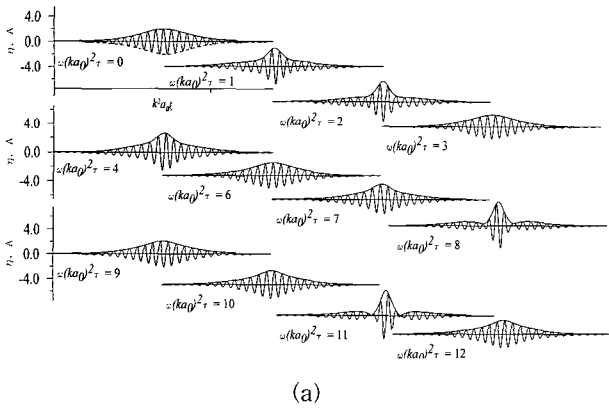 4.0
0.0
-4.0
η, A
ω(ka₀)²τ = 0
ω(ka₀)²τ = 1
ω(ka₀)²τ = 2
ω(ka₀)²τ = 3
4.0
0.0
-4.0
η, A
ω(ka₀)²τ = 4
ω(ka₀)²τ = 6
ω(ka₀)²τ = 7
ω(ka₀)²τ = 8
4.0
0.0
-4.0
η, A
ω(ka₀)²τ = 9
ω(ka₀)²τ = 10
ω(ka₀)²τ = 11
ω(ka₀)²τ = 12
(a)